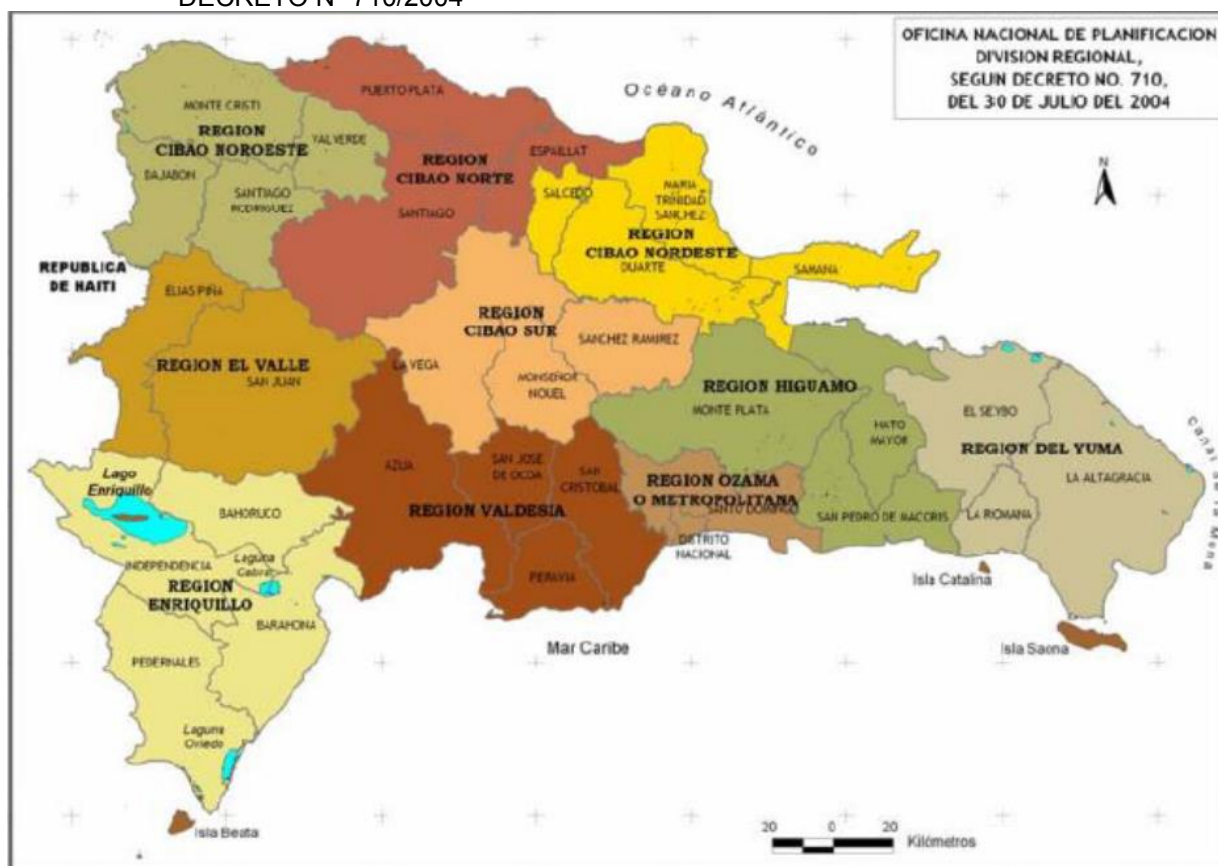 DECRETO N° 710/2004
OFICINA NACIONAL DE PLANIFICACION
DIVISION REGIONAL,
SEGUN DECRETO NO. 710,
DEL 30 DE JULIO DEL 2004
Océano Atlántico
N
PUERTO PLATA
MONTE CRISTI
REGION
CIBAO NOROESTE
VALVERDE
DAJABON
SANTIAGO
RODRIGUEZ
REGION
CIBAO NORTE
ESPAILLAT
SANTIAGO
SALCEDO
MARIA
TRINIDAD
SANCHEZ
REGION
CIBAO NORDESTE
DUARTE
SAMANA
REPUBLICA
DE HAITI
ELIAS PIÑA
REGION EL VALLE
SAN JUAN
REGION
CIBAO SUR
SANCHEZ RAMIREZ
LA VEGA
MONSEÑOR
NOUEL
REGION HIGUAMO
MONTE PLATA
HATO
MAYOR
EL SEYBO
REGION DEL YUMA
LA ALTAGRACIA
Canal de la Mona
Lago
Enriquillo
BAHORUCO
AZUA
SAN JOSE
DE OCOA
SAN
CRISTOBAL
REGION VALDESIA
REGION OZAMA
O METROPOLITANA
SANTO DOMINGO
DISTRITO
NACIONAL
SAN PEDRO DE MACORIS
LA ROMANA
INDEPENDENCIA
Laguna
Cabral
REGION
ENRIQUILLO
BARAHONA
PERAVIA
Isla Catalina
PEDERNALES
Mar Caribe
Isla Saona
Laguna
Oviedo
Isla Beata
20 0 20
Kilómetros